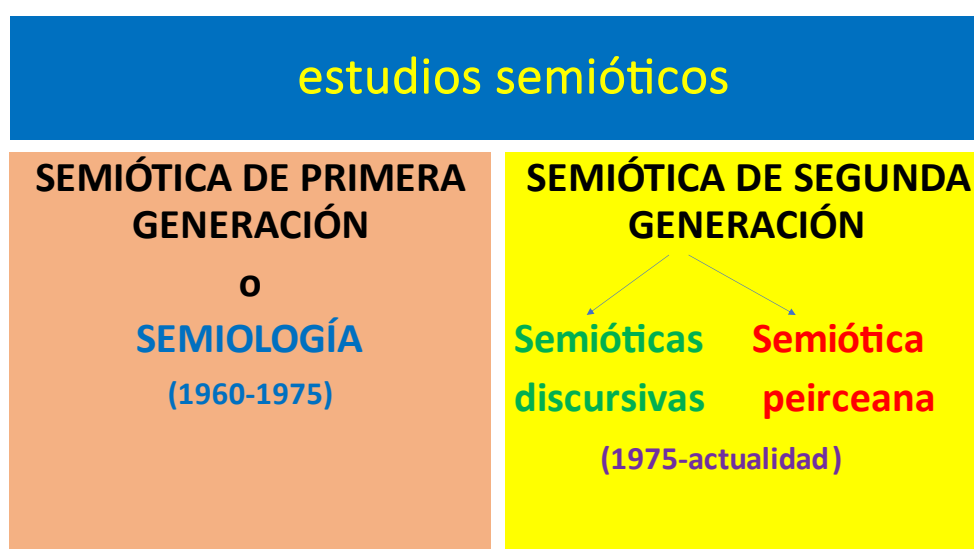 estudios semióticos
SEMIÓTICA DE PRIMERA
GENERACIÓN
o
SEMIOLOGÍA
(1960-1975)
SEMIÓTICA DE SEGUNDA
GENERACIÓN
Semióticas Semiótica
discursivas peirceana
(1975-actualidad)